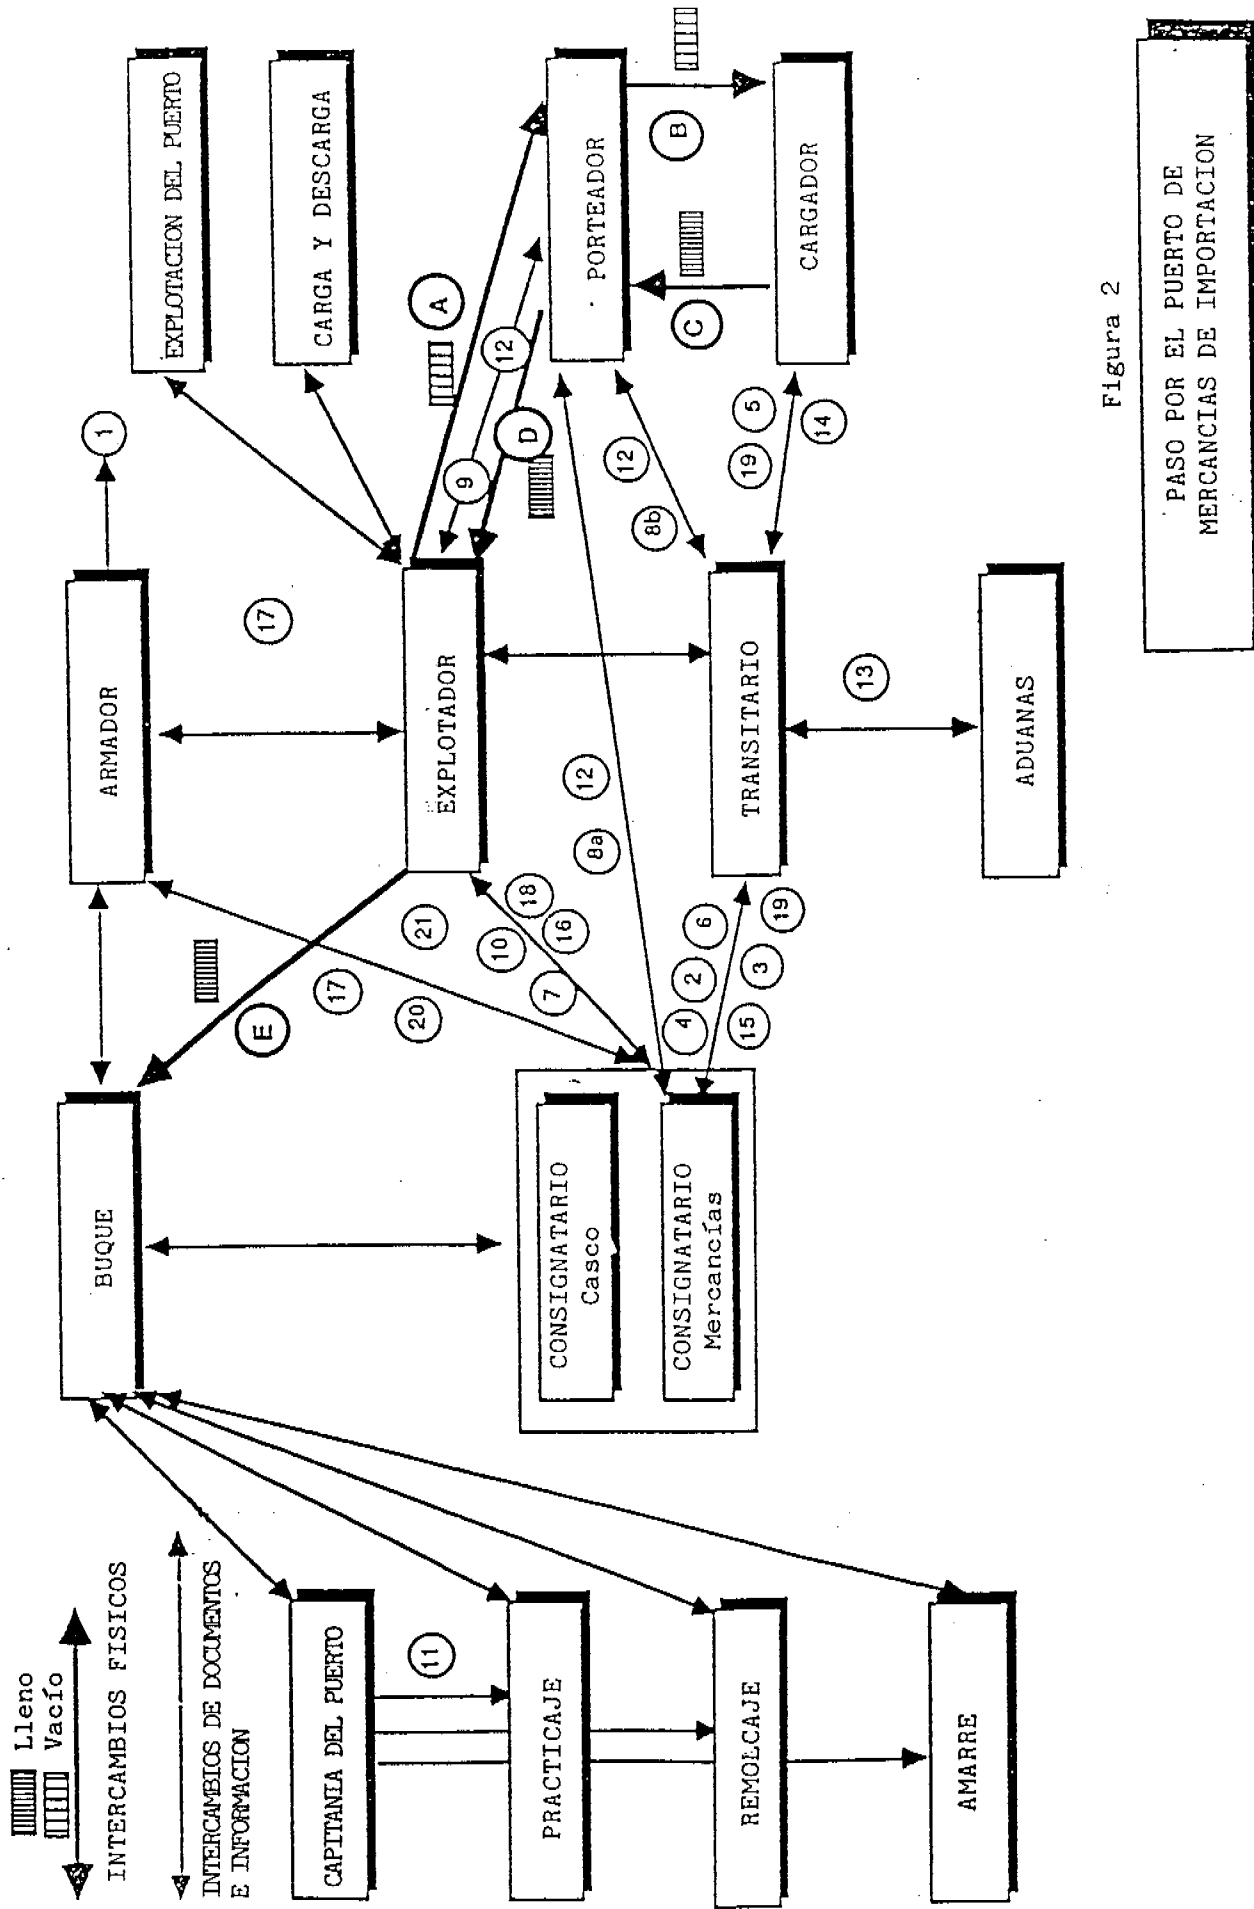 Lleno
Vacío
INTERCAMBIOS FISICOS
INTERCAMBIOS DE DOCUMENTOS
E INFORMACION
CAPITANIA DEL PUERTO
11
PRACTICAJE
REMOLCAJE
AMARRE
BUQUE
CONSIGNATARIO
Casco
CONSIGNATARIO
Mercancías
ARMADOR
1
17
E
17
20
21
EXPLOTADOR
7
10
16
18
8a
12
4
2
6
15
3
19
TRANSITARIO
13
ADUANAS
EXPLOTACION DEL PUERTO
CARGA Y DESCARGA
A
9
12
D
PORTEADOR
B
C
8b
12
CARGADOR
19
5
14
Figura 2
PASO POR EL PUERTO DE
MERCANCIAS DE IMPORTACION